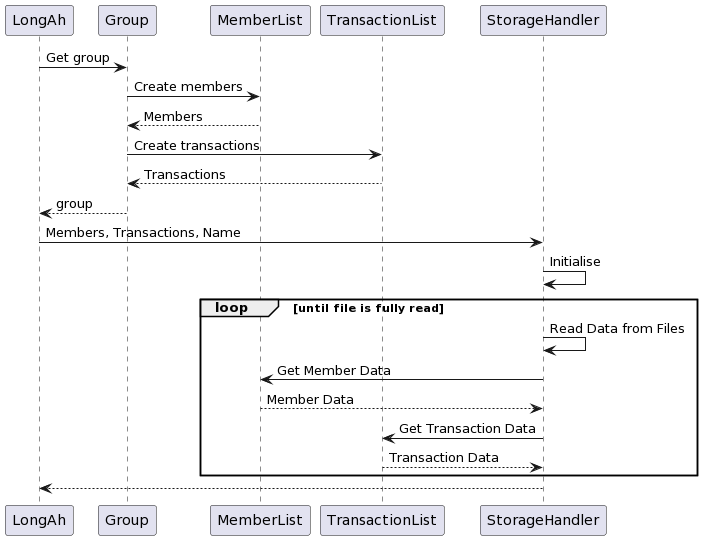 LongAh Group MemberList TransactionList StorageHandler
Get group
Create members
Members
Create transactions
Transactions
group
Members, Transactions, Name
Initialise
loop [until file is fully read]
Read Data from Files
Get Member Data
Member Data
Get Transaction Data
Transaction Data
LongAh Group MemberList TransactionList StorageHandler